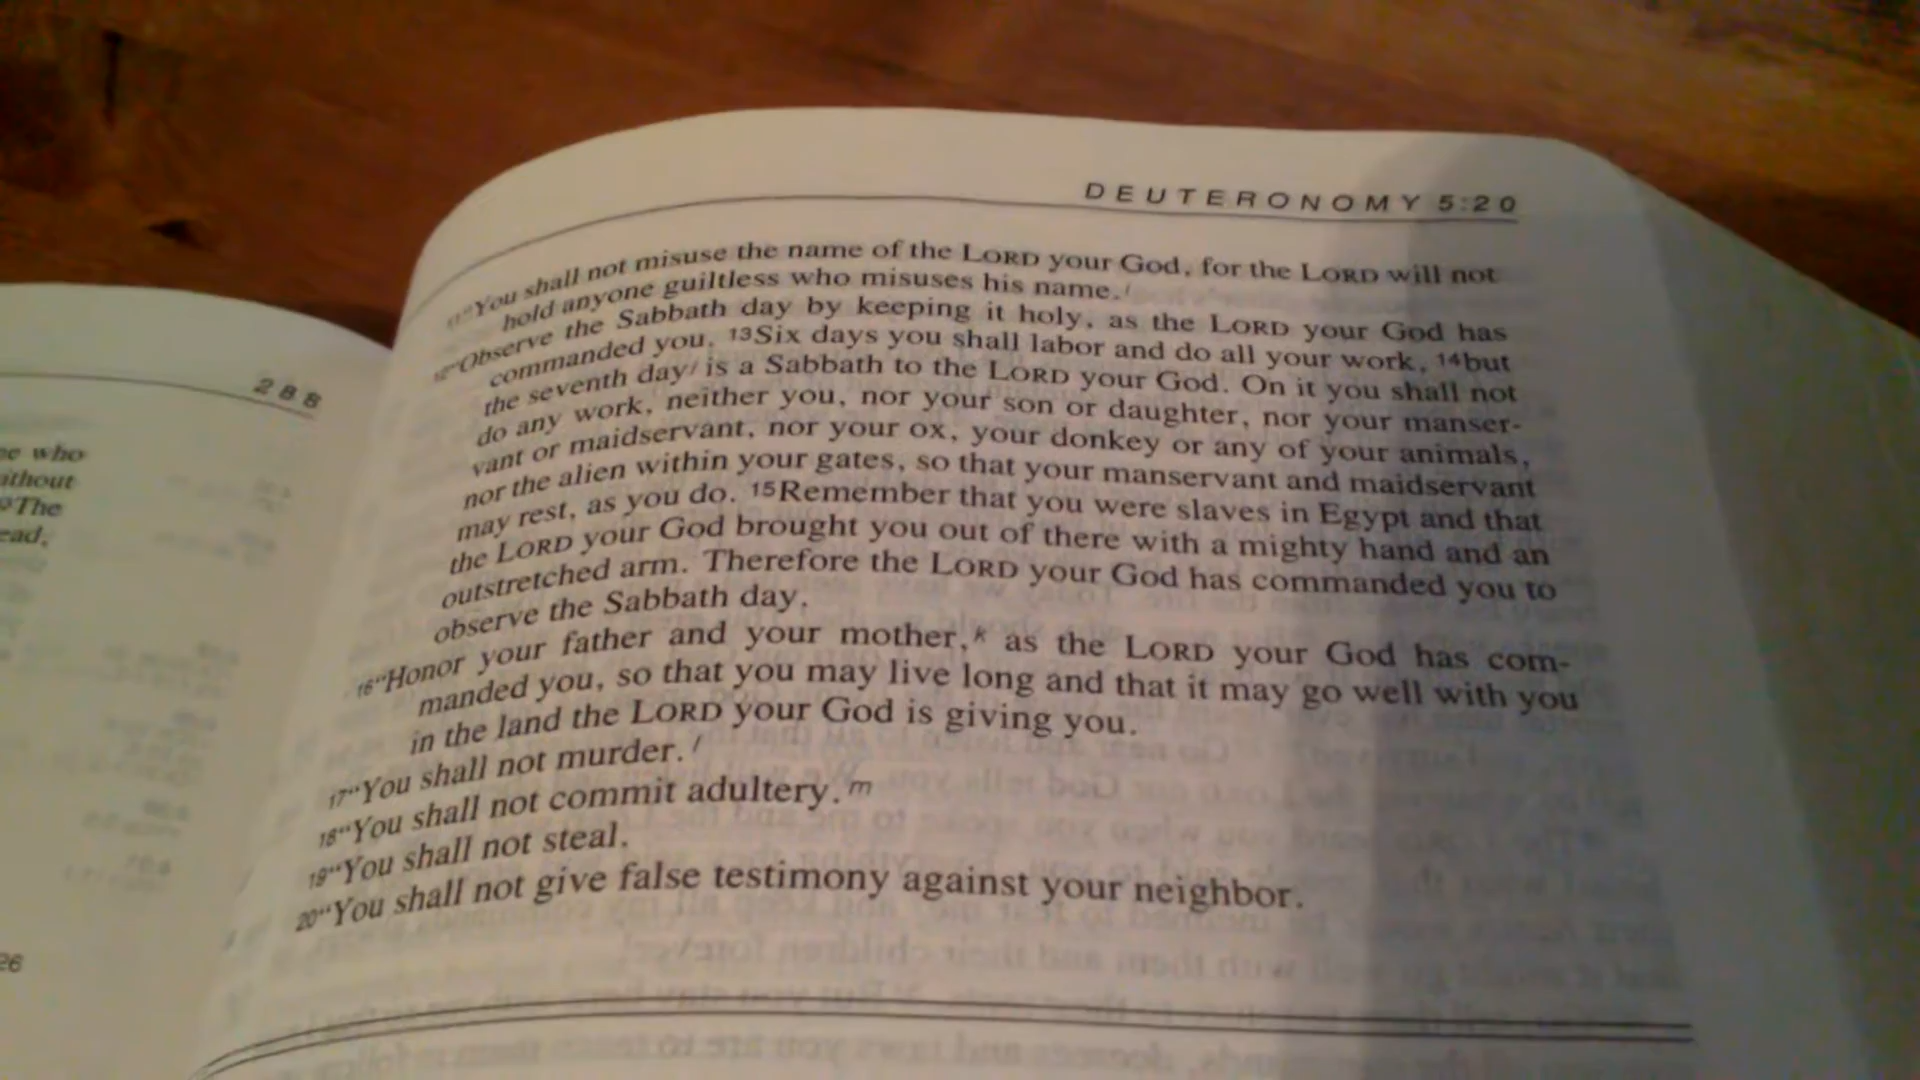 288
e who
ithout
The
ead,
26
DEUTERONOMY 5:20
11“You shall not misuse the name of the LORD your God, for the LORD will not
hold anyone guiltless who misuses his name.i
12“Observe the Sabbath day by keeping it holy, as the LORD your God has
commanded you. 13Six days you shall labor and do all your work, 14but
the seventh dayj is a Sabbath to the LORD your God. On it you shall not
do any work, neither you, nor your son or daughter, nor your manser-
vant or maidservant, nor your ox, your donkey or any of your animals,
nor the alien within your gates, so that your manservant and maidservant
may rest, as you do. 15Remember that you were slaves in Egypt and that
the LORD your God brought you out of there with a mighty hand and an
outstretched arm. Therefore the LORD your God has commanded you to
observe the Sabbath day.
16“Honor your father and your mother,k as the LORD your God has com-
manded you, so that you may live long and that it may go well with you
in the land the LORD your God is giving you.
17“You shall not murder.l
18“You shall not commit adultery.m
19“You shall not steal.
20“You shall not give false testimony against your neighbor.